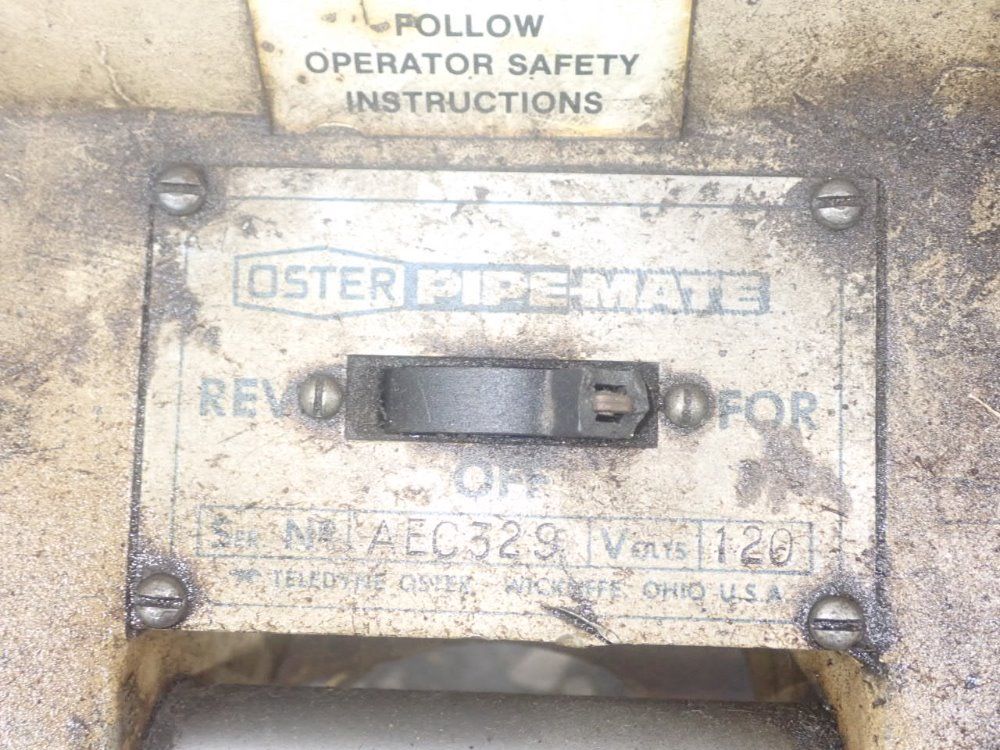 FOLLOW
OPERATOR SAFETY
INSTRUCTIONS
OSTER PIPE-MATE
REV FOR
OFF
SER. Nº AEC329 VOLTS 120
TELEDYNE OSTER WICKLIFFE, OHIO U.S.A.